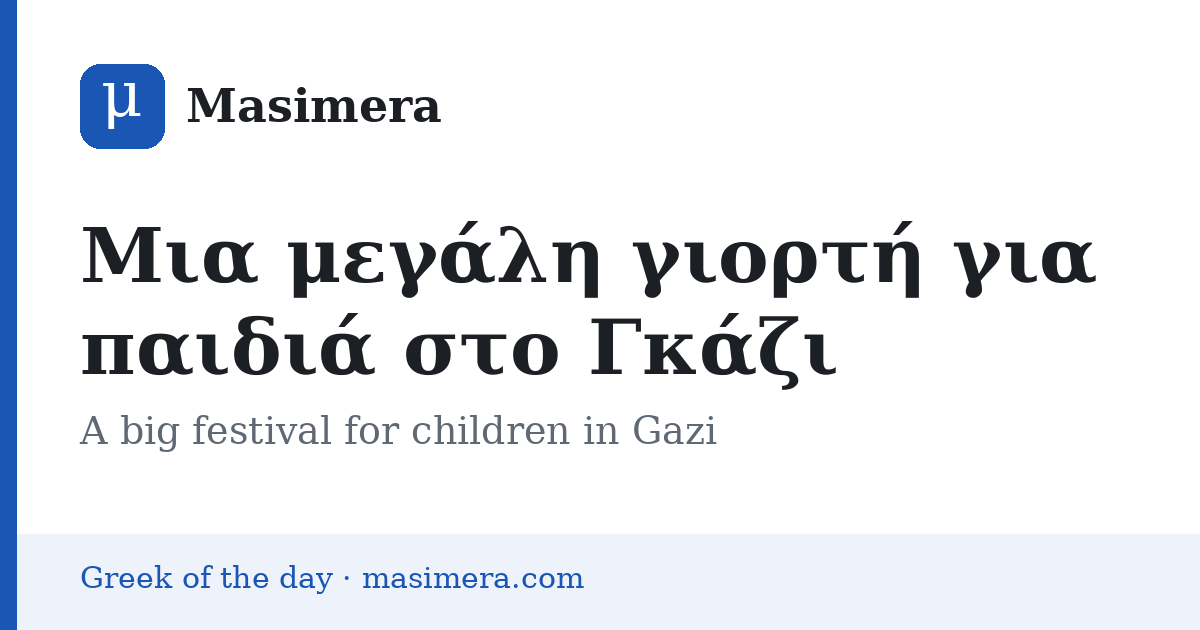 μ Masimera
Μια μεγάλη γιορτή για
παιδιά στο Γκάζι
A big festival for children in Gazi
Greek of the day · masimera.com